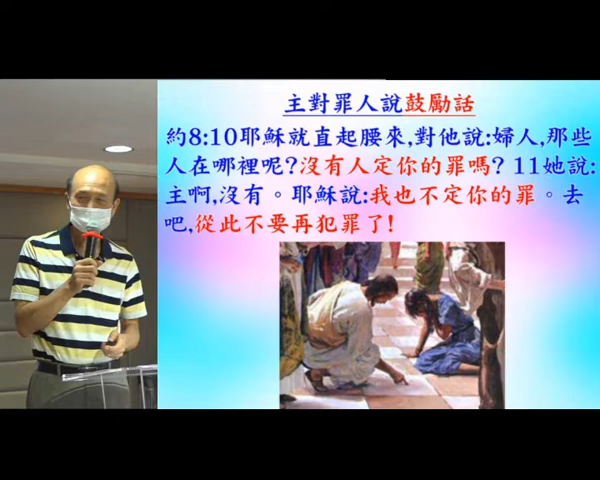 主對罪人說鼓勵話
約8:10耶穌就直起腰來,對他說:婦人,那些
人在哪裡呢?沒有人定你的罪嗎? 11她說:
主啊,沒有。耶穌說:我也不定你的罪。去
吧,從此不要再犯罪了!